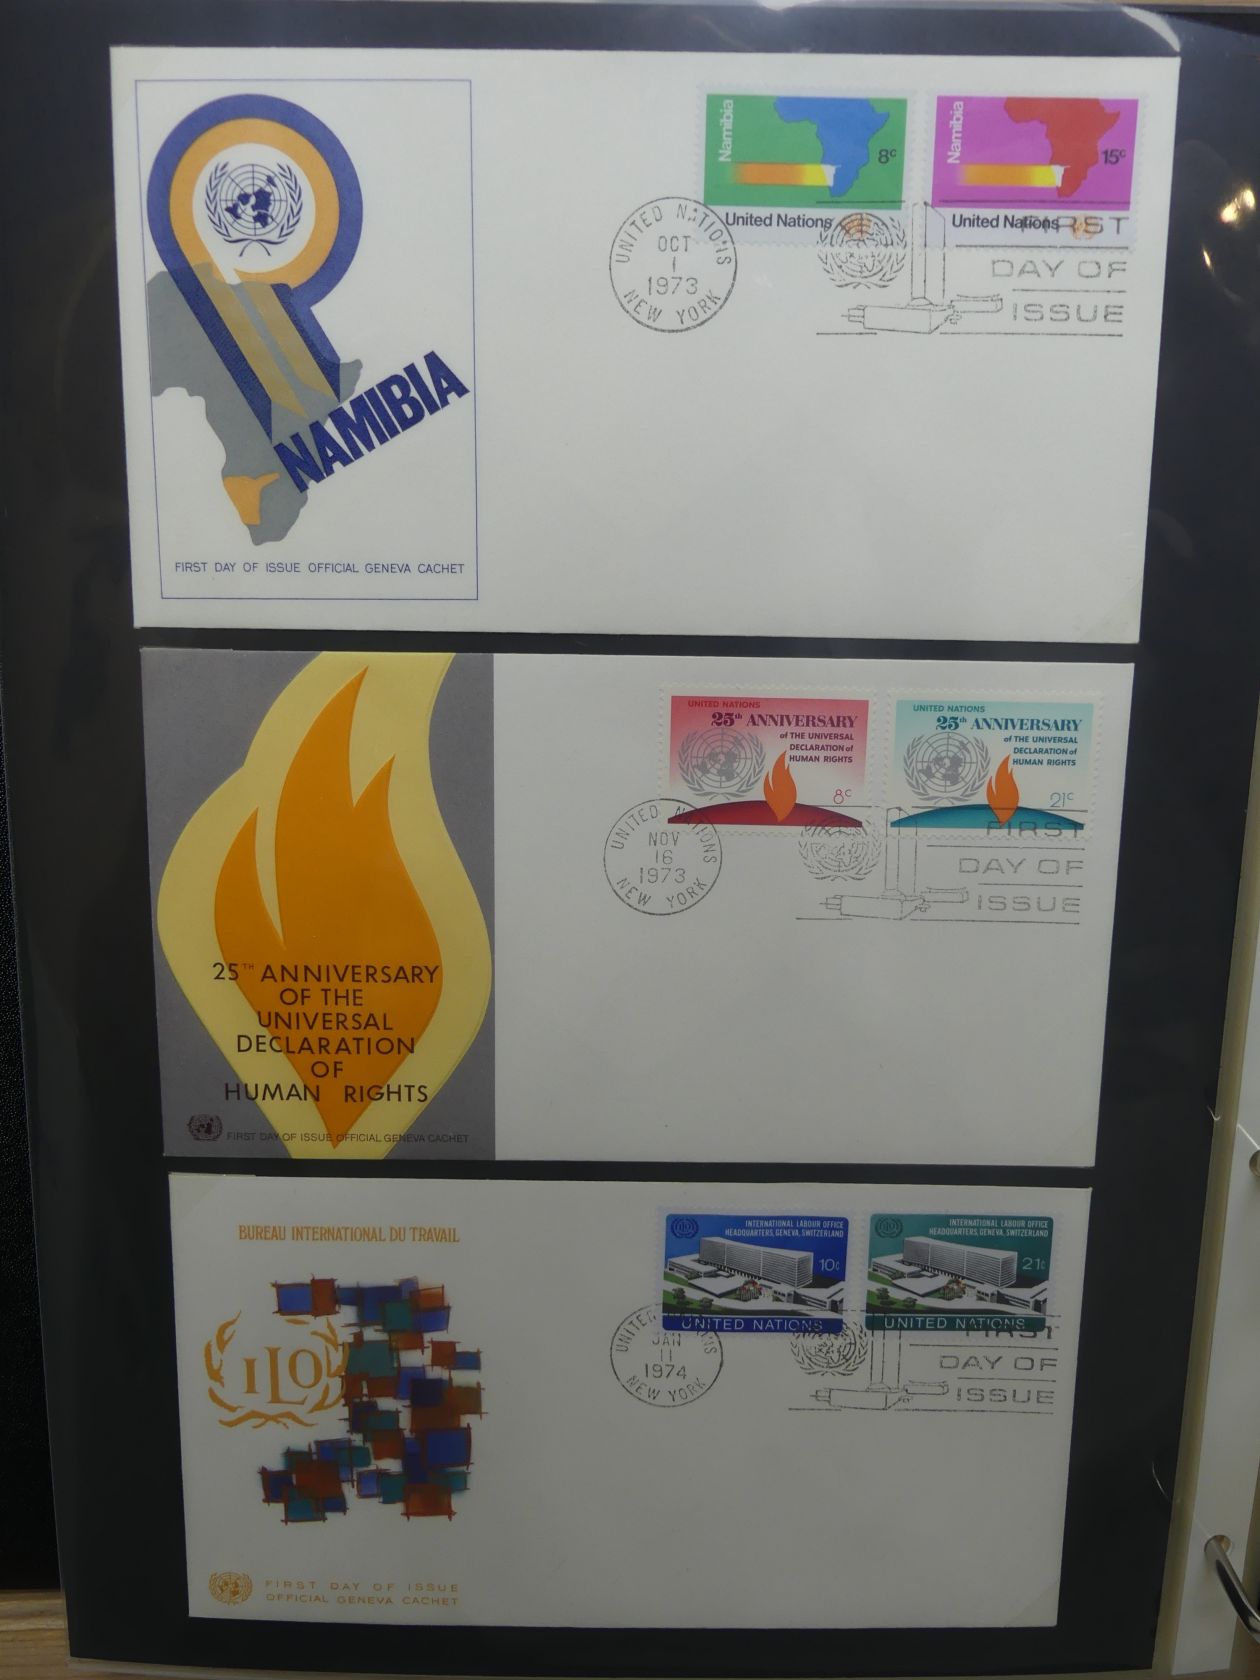 NAMIBIA
FIRST DAY OF ISSUE OFFICIAL GENEVA CACHET
Namibia
8c
United Nations
Namibia
15c
United Nations
UNITED NATIONS
OCT
1
1973
NEW YORK
FIRST
DAY OF
ISSUE
25TH ANNIVERSARY
OF THE
UNIVERSAL
DECLARATION
OF
HUMAN RIGHTS
FIRST DAY OF ISSUE OFFICIAL GENEVA CACHET
UNITED NATIONS
25th ANNIVERSARY
of THE UNIVERSAL
DECLARATION of
HUMAN RIGHTS
8c
UNITED NATIONS
25th ANNIVERSARY
of THE UNIVERSAL
DECLARATION of
HUMAN RIGHTS
21c
UNITED NATIONS
NOV
16
1973
NEW YORK
FIRST
DAY OF
ISSUE
BUREAU INTERNATIONAL DU TRAVAIL
ILO
FIRST DAY OF ISSUE
OFFICIAL GENEVA CACHET
INTERNATIONAL LABOUR OFFICE
HEADQUARTERS, GENEVA, SWITZERLAND
10c
UNITED NATIONS
INTERNATIONAL LABOUR OFFICE
HEADQUARTERS, GENEVA, SWITZERLAND
21c
UNITED NATIONS
UNITED NATIONS
JAN
11
1974
NEW YORK
FIRST
DAY OF
ISSUE